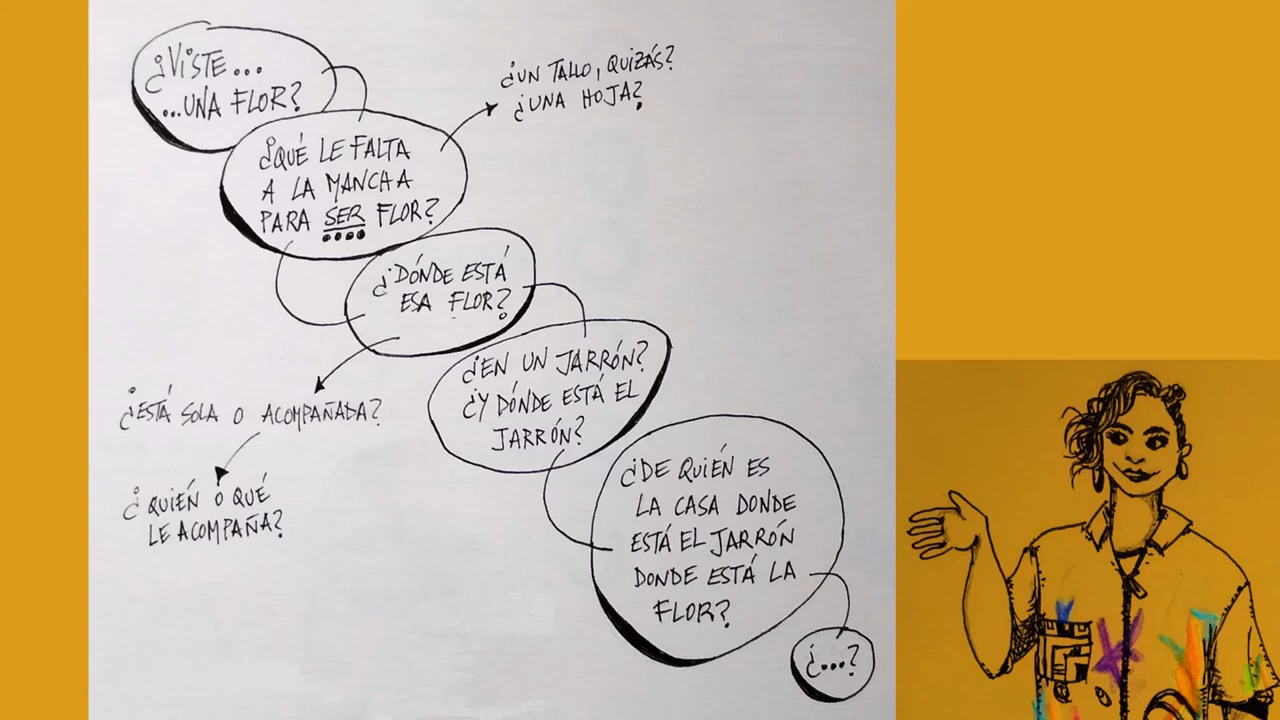 ¿VISTE...
...UNA FLOR?
¿UN TALLO, QUIZÁS?
¿UNA HOJA?
¿QUÉ LE FALTA
A LA MANCHA
PARA SER FLOR?
¿DÓNDE ESTÁ
ESA FLOR?
¿EN UN JARRÓN?
¿Y DÓNDE ESTÁ EL
JARRÓN?
¿ESTÁ SOLA O ACOMPAÑADA?
¿QUIÉN O QUÉ
LE ACOMPAÑA?
¿DE QUIÉN ES
LA CASA DONDE
ESTÁ EL JARRÓN
DONDE ESTÁ LA
FLOR?
¿...?